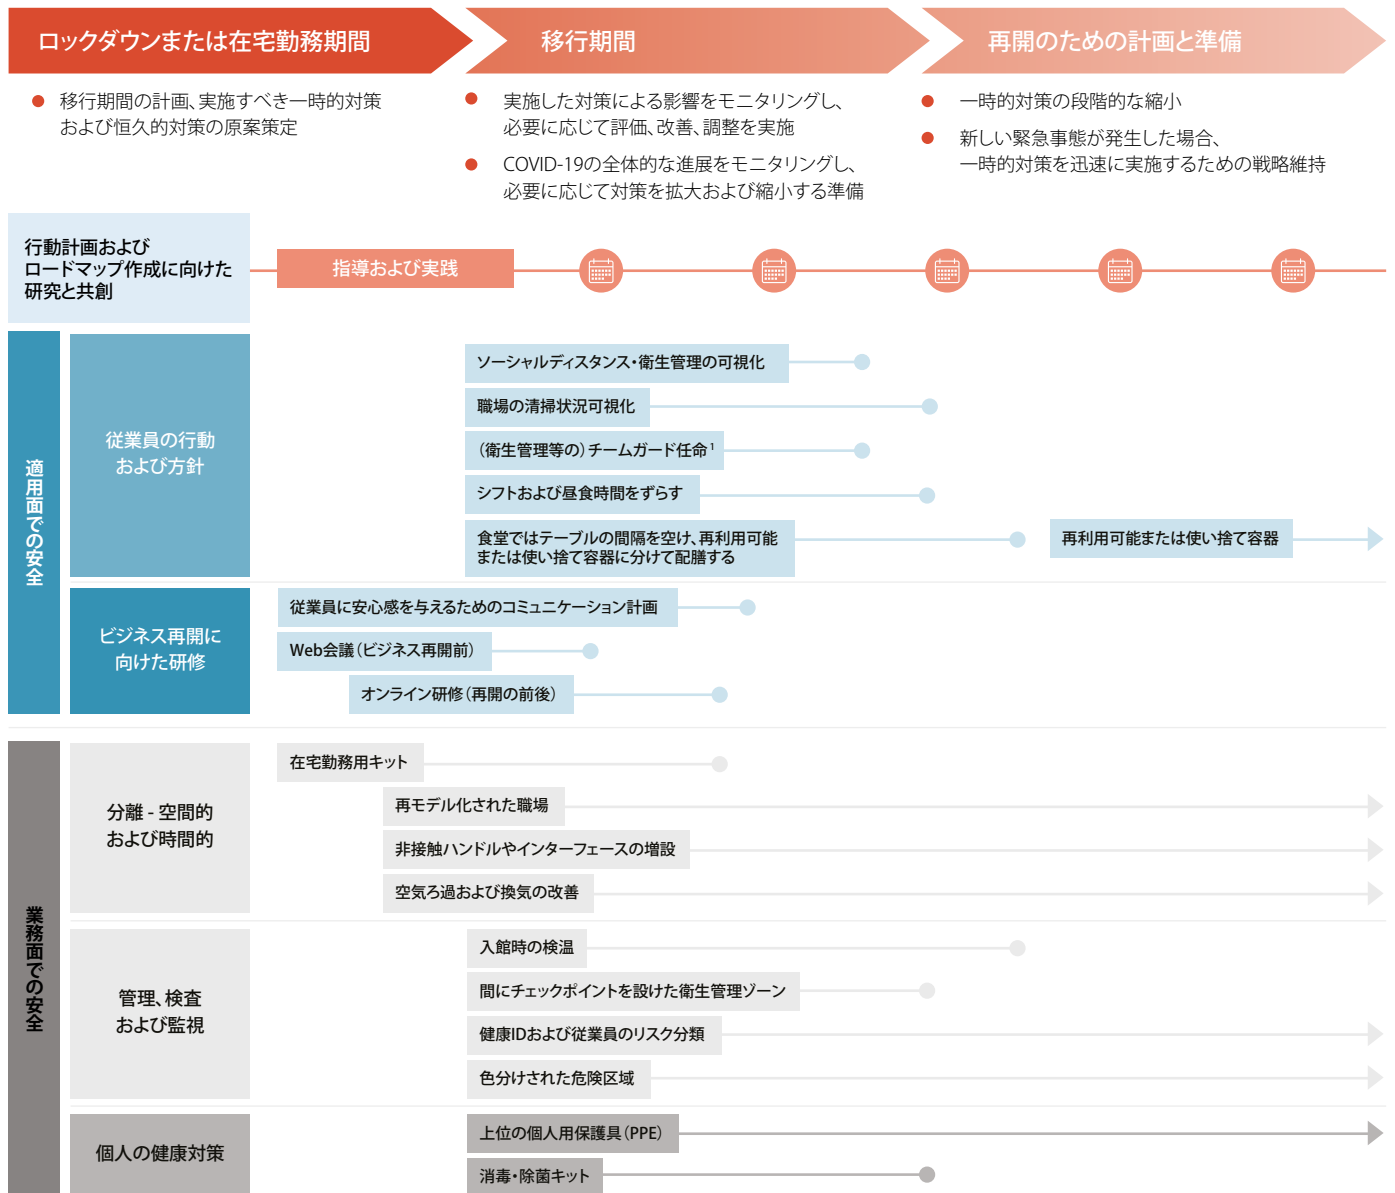 ロックダウンまたは在宅勤務期間
移行期間
再開のための計画と準備
● 移行期間の計画、実施すべき一時的対策
および恒久的対策の原案策定
● 実施した対策による影響をモニタリングし、
必要に応じて評価、改善、調整を実施
● COVID-19の全体的な進展をモニタリングし、
必要に応じて対策を拡大および縮小する準備
● 一時的対策の段階的な縮小
● 新しい緊急事態が発生した場合、
一時的対策を迅速に実施するための戦略維持
行動計画および
ロードマップ作成に向けた
研究と共創
指導および実践
適用面での安全
従業員の行動
および方針
ソーシャルディスタンス・衛生管理の可視化
職場の清掃状況可視化
（衛生管理等の）チームガード任命¹
シフトおよび昼食時間をずらす
食堂ではテーブルの間隔を空け、再利用可能
または使い捨て容器に分けて配膳する
再利用可能または使い捨て容器
ビジネス再開に
向けた研修
従業員に安心感を与えるためのコミュニケーション計画
Web会議（ビジネス再開前）
オンライン研修（再開の前後）
業務面での安全
分離 - 空間的
および時間的
在宅勤務用キット
再モデル化された職場
非接触ハンドルやインターフェースの増設
空気ろ過および換気の改善
管理、検査
および監視
入館時の検温
間にチェックポイントを設けた衛生管理ゾーン
健康IDおよび従業員のリスク分類
色分けされた危険区域
個人の健康対策
上位の個人用保護具（PPE）
消毒・除菌キット